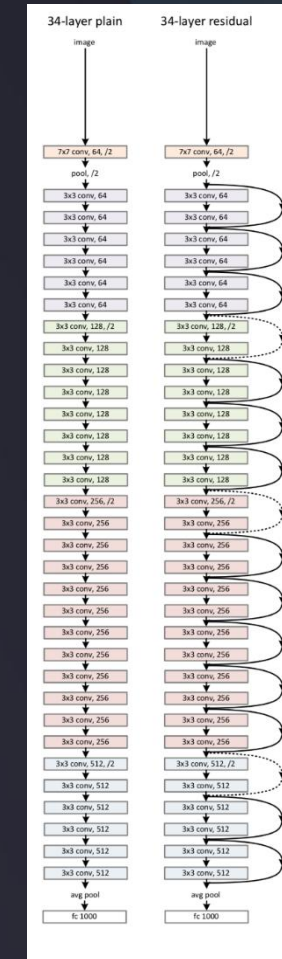 34-layer plain
image
7x7 conv, 64, /2
pool, /2
3x3 conv, 64
3x3 conv, 64
3x3 conv, 64
3x3 conv, 64
3x3 conv, 64
3x3 conv, 64
3x3 conv, 128, /2
3x3 conv, 128
3x3 conv, 128
3x3 conv, 128
3x3 conv, 128
3x3 conv, 128
3x3 conv, 128
3x3 conv, 128
3x3 conv, 256, /2
3x3 conv, 256
3x3 conv, 256
3x3 conv, 256
3x3 conv, 256
3x3 conv, 256
3x3 conv, 256
3x3 conv, 256
3x3 conv, 256
3x3 conv, 256
3x3 conv, 256
3x3 conv, 256
3x3 conv, 512, /2
3x3 conv, 512
3x3 conv, 512
3x3 conv, 512
3x3 conv, 512
3x3 conv, 512
avg pool
fc 1000
34-layer residual
image
7x7 conv, 64, /2
pool, /2
3x3 conv, 64
3x3 conv, 64
3x3 conv, 64
3x3 conv, 64
3x3 conv, 64
3x3 conv, 64
3x3 conv, 128, /2
3x3 conv, 128
3x3 conv, 128
3x3 conv, 128
3x3 conv, 128
3x3 conv, 128
3x3 conv, 128
3x3 conv, 128
3x3 conv, 256, /2
3x3 conv, 256
3x3 conv, 256
3x3 conv, 256
3x3 conv, 256
3x3 conv, 256
3x3 conv, 256
3x3 conv, 256
3x3 conv, 256
3x3 conv, 256
3x3 conv, 256
3x3 conv, 256
3x3 conv, 512, /2
3x3 conv, 512
3x3 conv, 512
3x3 conv, 512
3x3 conv, 512
3x3 conv, 512
avg pool
fc 1000